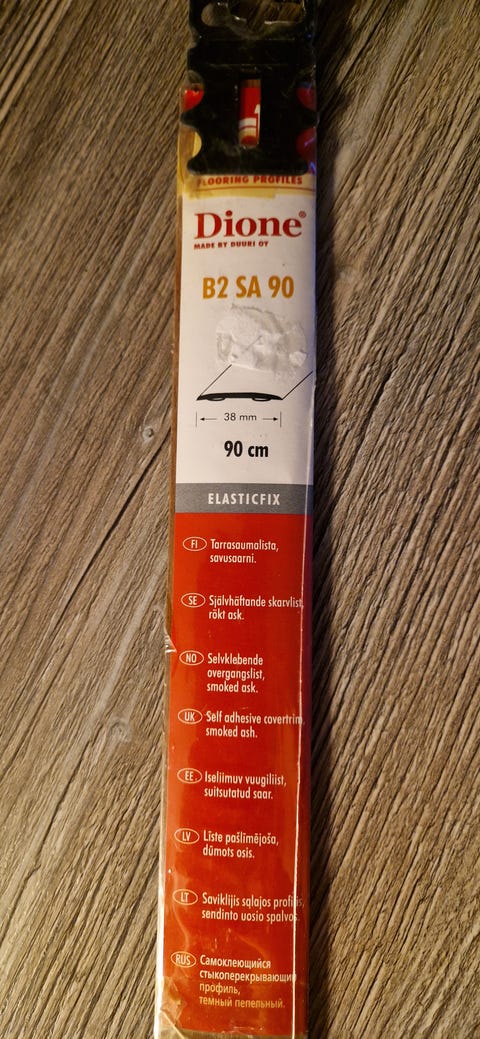 FLOORING PROFILES
Dione®
MADE BY DUURI OY
B2 SA 90
38 mm
90 cm
ELASTICFIX
FI Tarrasaumalista,
savusaarni.
SE Självhäftande skarvlist,
rökt ask.
NO Selvklebende
overgangslist,
smoked ask.
UK Self adhesive covertrim,
smoked ash.
EE Iseliimuv vuugiliist,
suitsutatud saar.
LV Līste pašlīmējoša,
dūmots osis.
LT Saviklijis sąlajos profilis,
sendinto uosio spalvos.
RUS Самоклеющийся
стыкоперекрывающий
профиль,
темный пепельный.